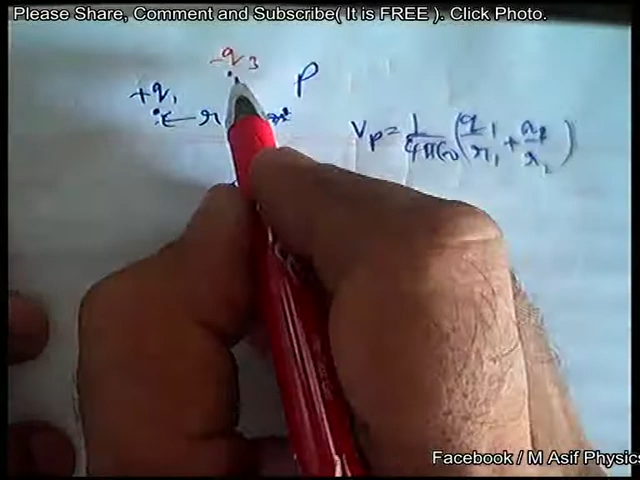 Please Share, Comment and Subscribe( It is FREE ). Click Photo.
-q3
+q1
P
r
Vp = 1/4πε0 (q1/r1 + q2/r2)
Facebook / M Asif Physics